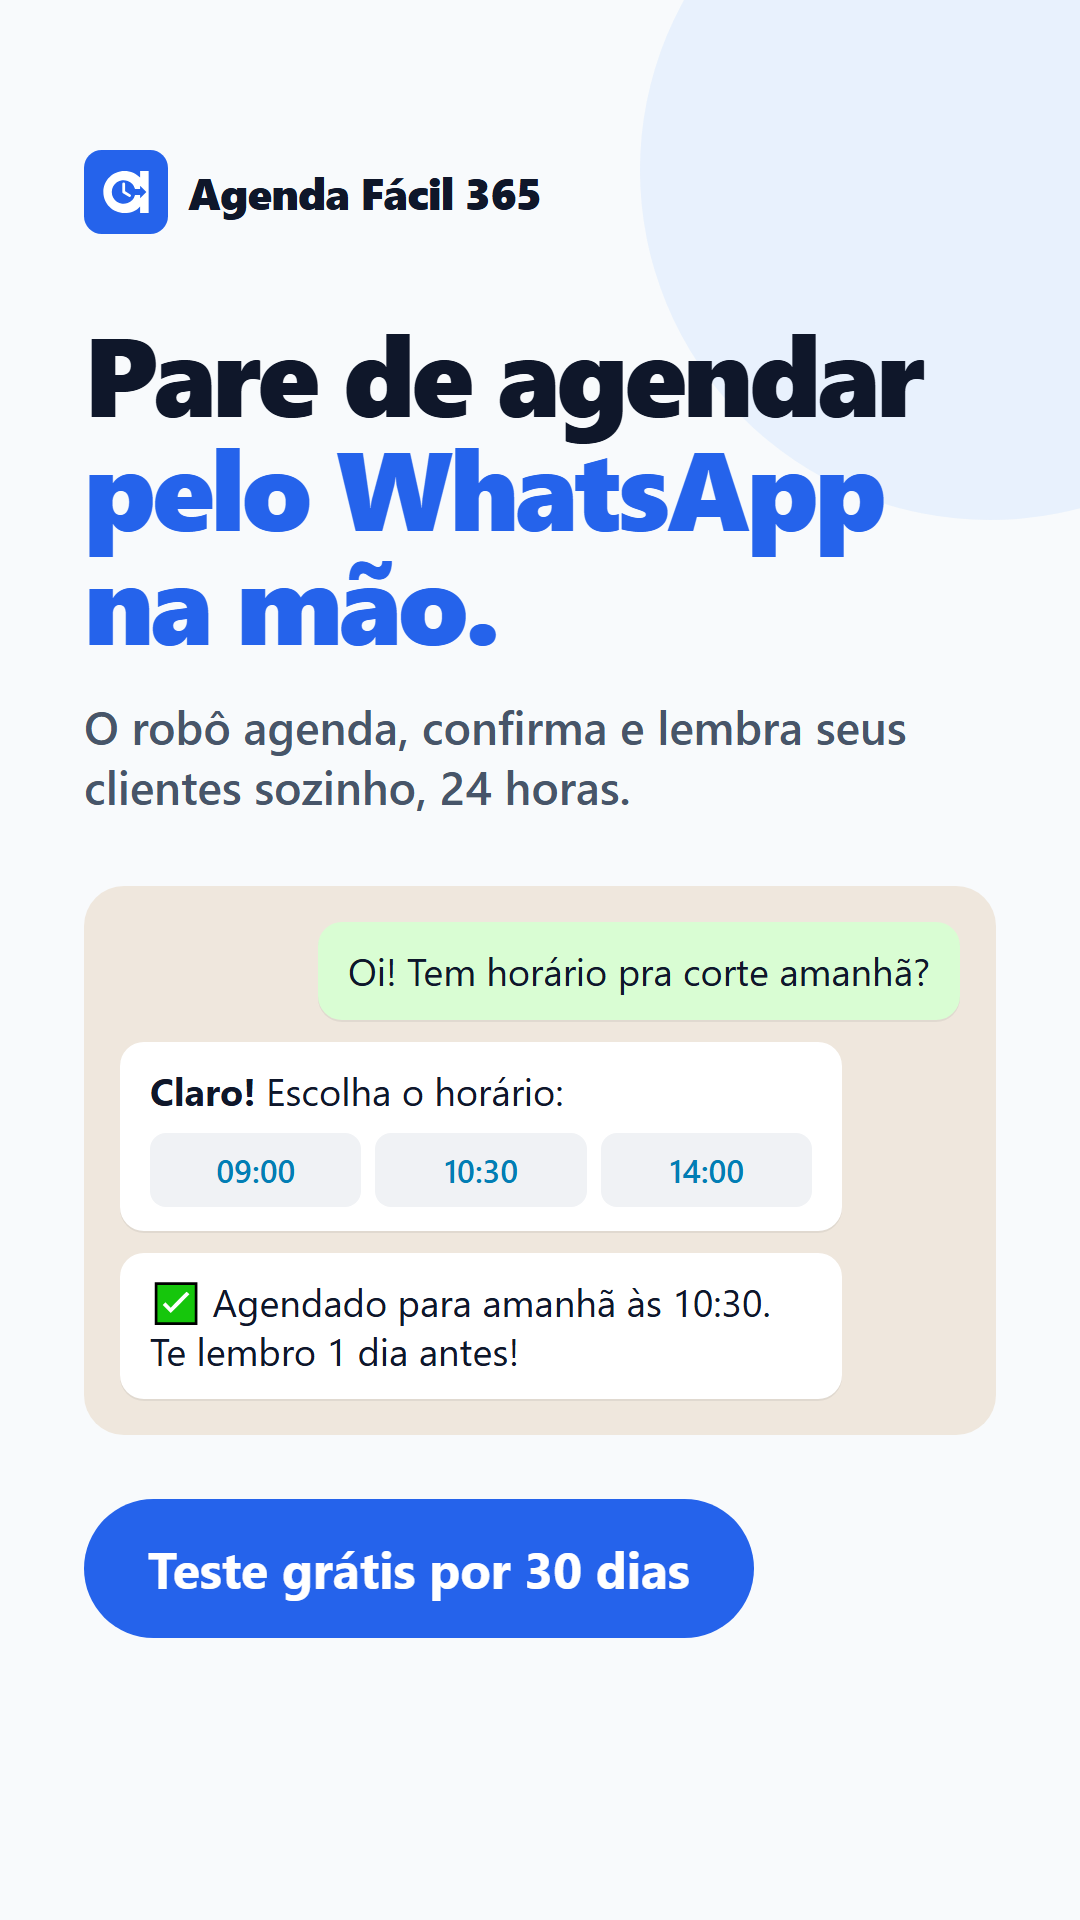 Agenda Fácil 365
Pare de agendar
pelo WhatsApp
na mão.
O robô agenda, confirma e lembra seus
clientes sozinho, 24 horas.
Oi! Tem horário pra corte amanhã?
Claro! Escolha o horário:
09:00 10:30 14:00
✅ Agendado para amanhã às 10:30.
Te lembro 1 dia antes!
Teste grátis por 30 dias